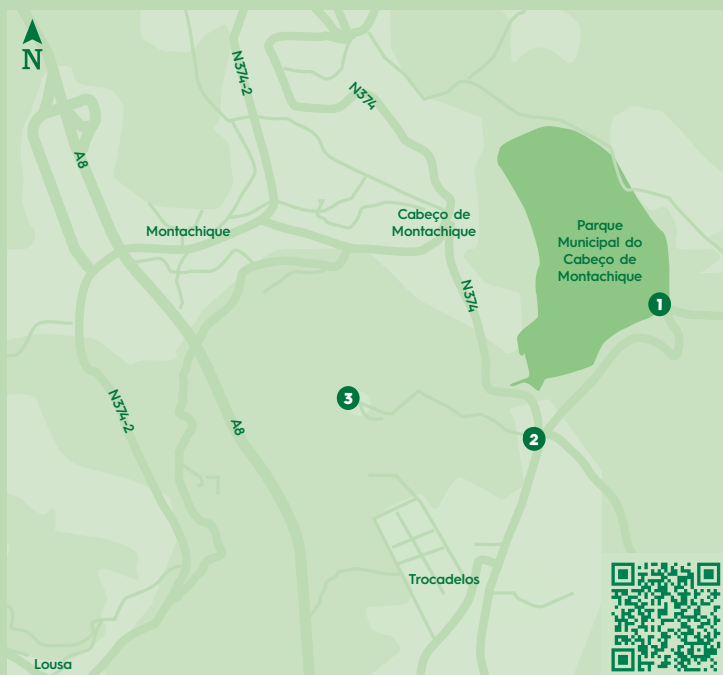 N
N374-2
N374
A8
Montachique
Cabeço de
Montachique
Parque
Municipal do
Cabeço de
Montachique
N374
1
3
N374-2
A8
2
Trocadelos
Lousa